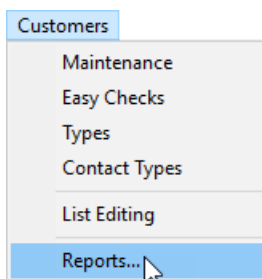 Customers
Maintenance
Easy Checks
Types
Contact Types
List Editing
Reports...